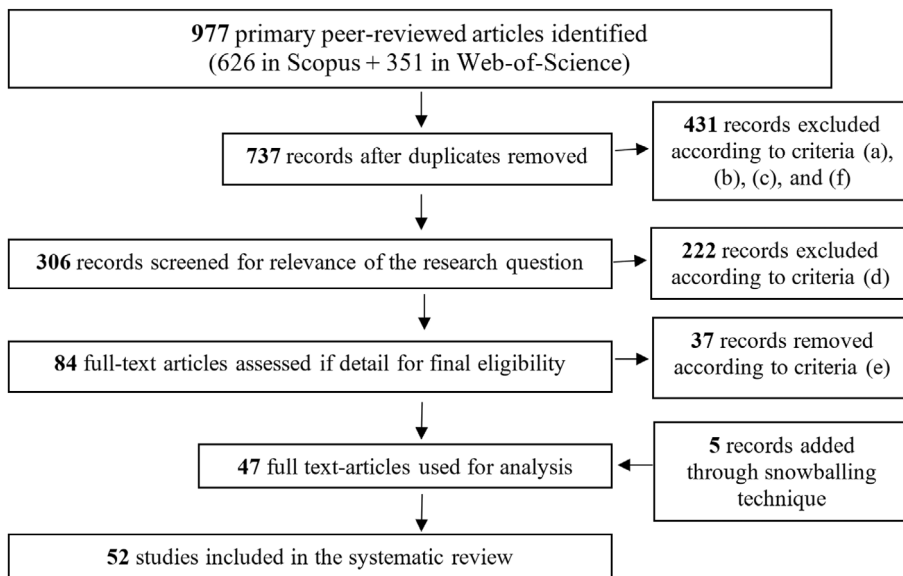 977 primary peer-reviewed articles identified
(626 in Scopus + 351 in Web-of-Science)
737 records after duplicates removed
431 records excluded
according to criteria (a),
(b), (c), and (f)
306 records screened for relevance of the research question
222 records excluded
according to criteria (d)
84 full-text articles assessed if detail for final eligibility
37 records removed
according to criteria (e)
47 full text-articles used for analysis
5 records added
through snowballing
technique
52 studies included in the systematic review